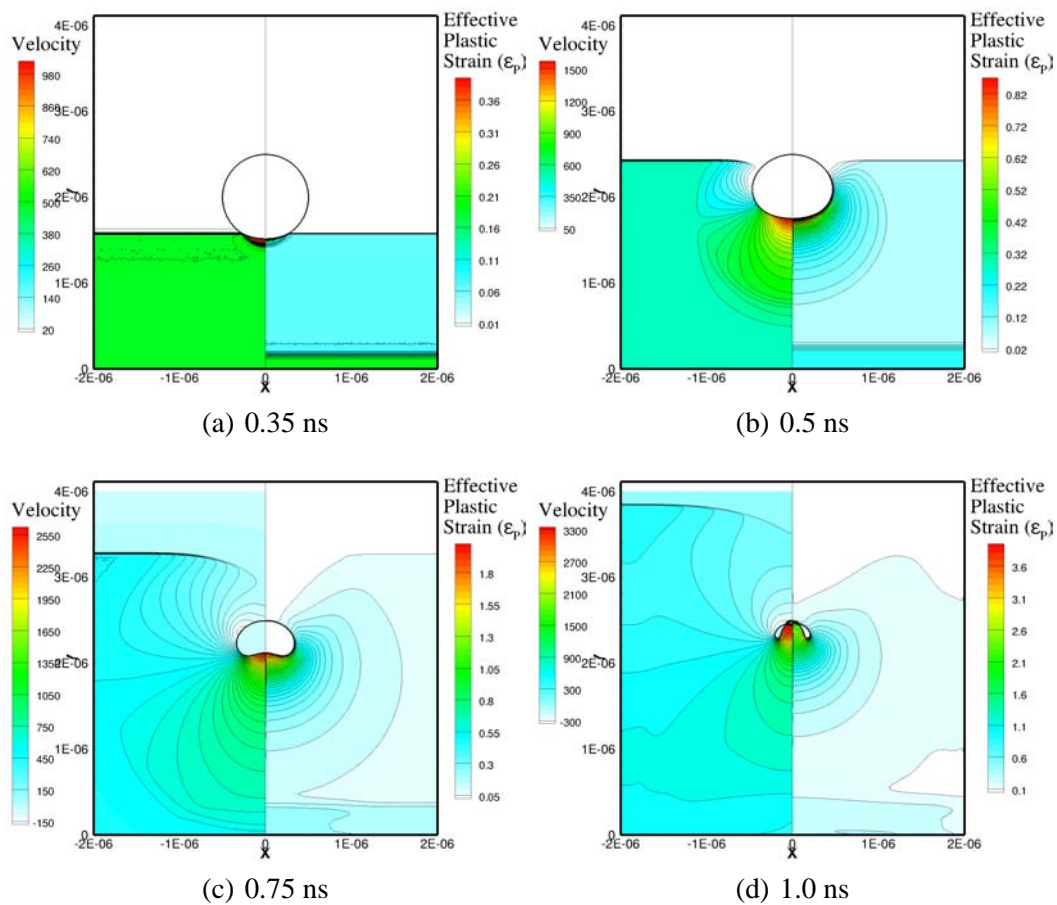 Velocity
980
860
740
620
500
380
260
140
20
4E-06
3E-06
2E-06
1E-06
0
-2E-06
-1E-06
0
1E-06
2E-06
X
Effective
Plastic
Strain (εP)
0.36
0.31
0.26
0.21
0.16
0.11
0.06
0.01
(a) 0.35 ns
Velocity
1500
1200
900
600
350
50
4E-06
3E-06
2E-06
1E-06
0
-2E-06
-1E-06
0
1E-06
2E-06
X
Effective
Plastic
Strain (εP)
0.82
0.72
0.62
0.52
0.42
0.32
0.22
0.12
0.02
(b) 0.5 ns
Velocity
2550
2250
1950
1650
1350
1050
750
450
150
-150
4E-06
3E-06
2E-06
1E-06
0
-2E-06
-1E-06
0
1E-06
2E-06
X
Effective
Plastic
Strain (εP)
1.8
1.55
1.3
1.05
0.8
0.55
0.3
0.05
(c) 0.75 ns
Velocity
3300
2700
2100
1500
900
300
-300
4E-06
3E-06
2E-06
1E-06
0
-2E-06
-1E-06
0
1E-06
2E-06
X
Effective
Plastic
Strain (εP)
3.6
3.1
2.6
2.1
1.6
1.1
0.6
0.1
(d) 1.0 ns